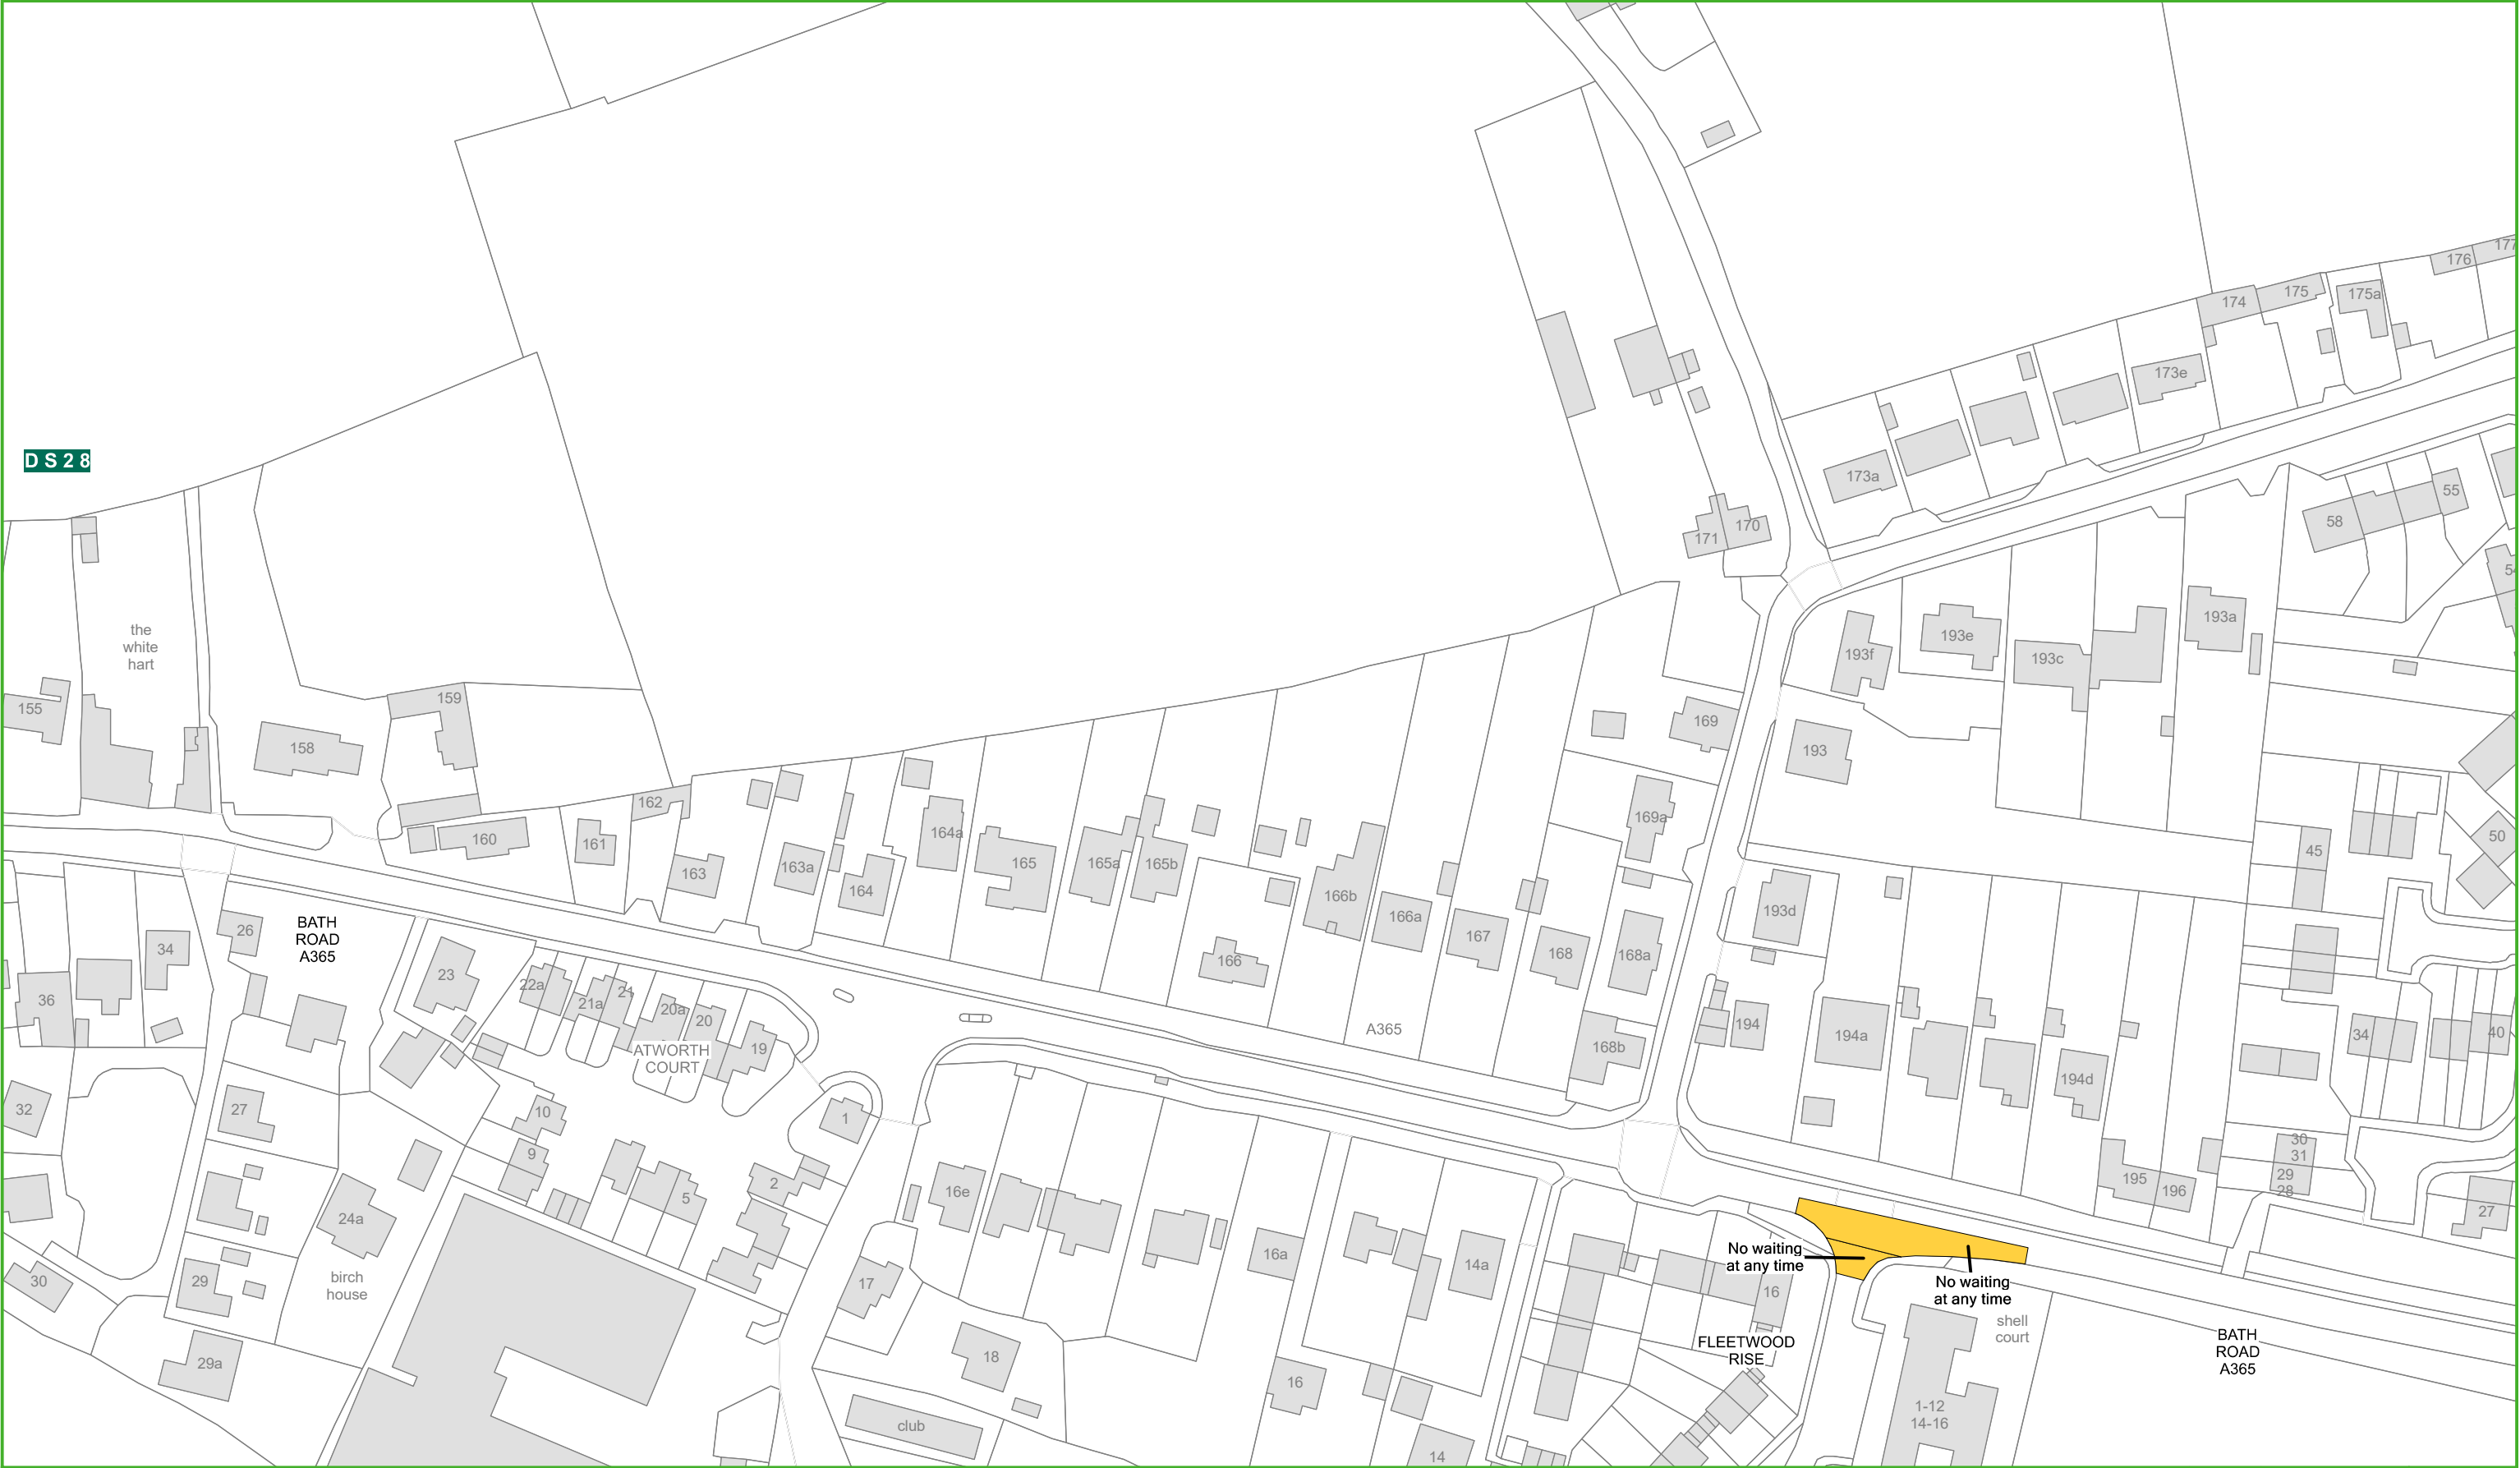 176
177
175
175a
174
173e
173a
DS28
55
58
170
171
54
193a
193e
193f
193c
the
white
hart
159
155
169
158
193
162
169a
160
161
164a
50
45
163
163a
164
165
165a
165b
166b
166a
193d
26
BATH
ROAD
A365
34
167
168
168a
166
23
22a
21
21a
36
20a
20
194
A365
194a
34
40
19
168b
ATWORTH
COURT
194d
32
27
10
1
30
31
9
29
28
195
196
2
5
16e
27
24a
No waiting
at any time
16a
14a
30
29
birch
house
17
No waiting
at any time
16
shell
court
FLEETWOOD
RISE
BATH
ROAD
A365
29a
18
16
1-12
14-16
club
14